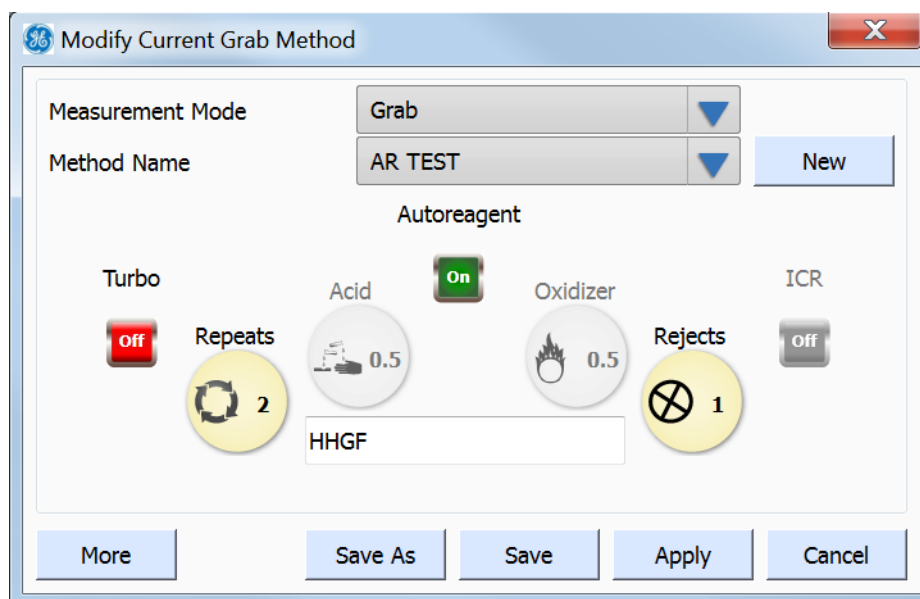 Modify Current Grab Method
X
Measurement Mode Grab
Method Name AR TEST New
Autoreagent
Turbo Acid On Oxidizer ICR
Off Repeats 0.5 0.5 Rejects Off
2 1
HHGF
More Save As Save Apply Cancel